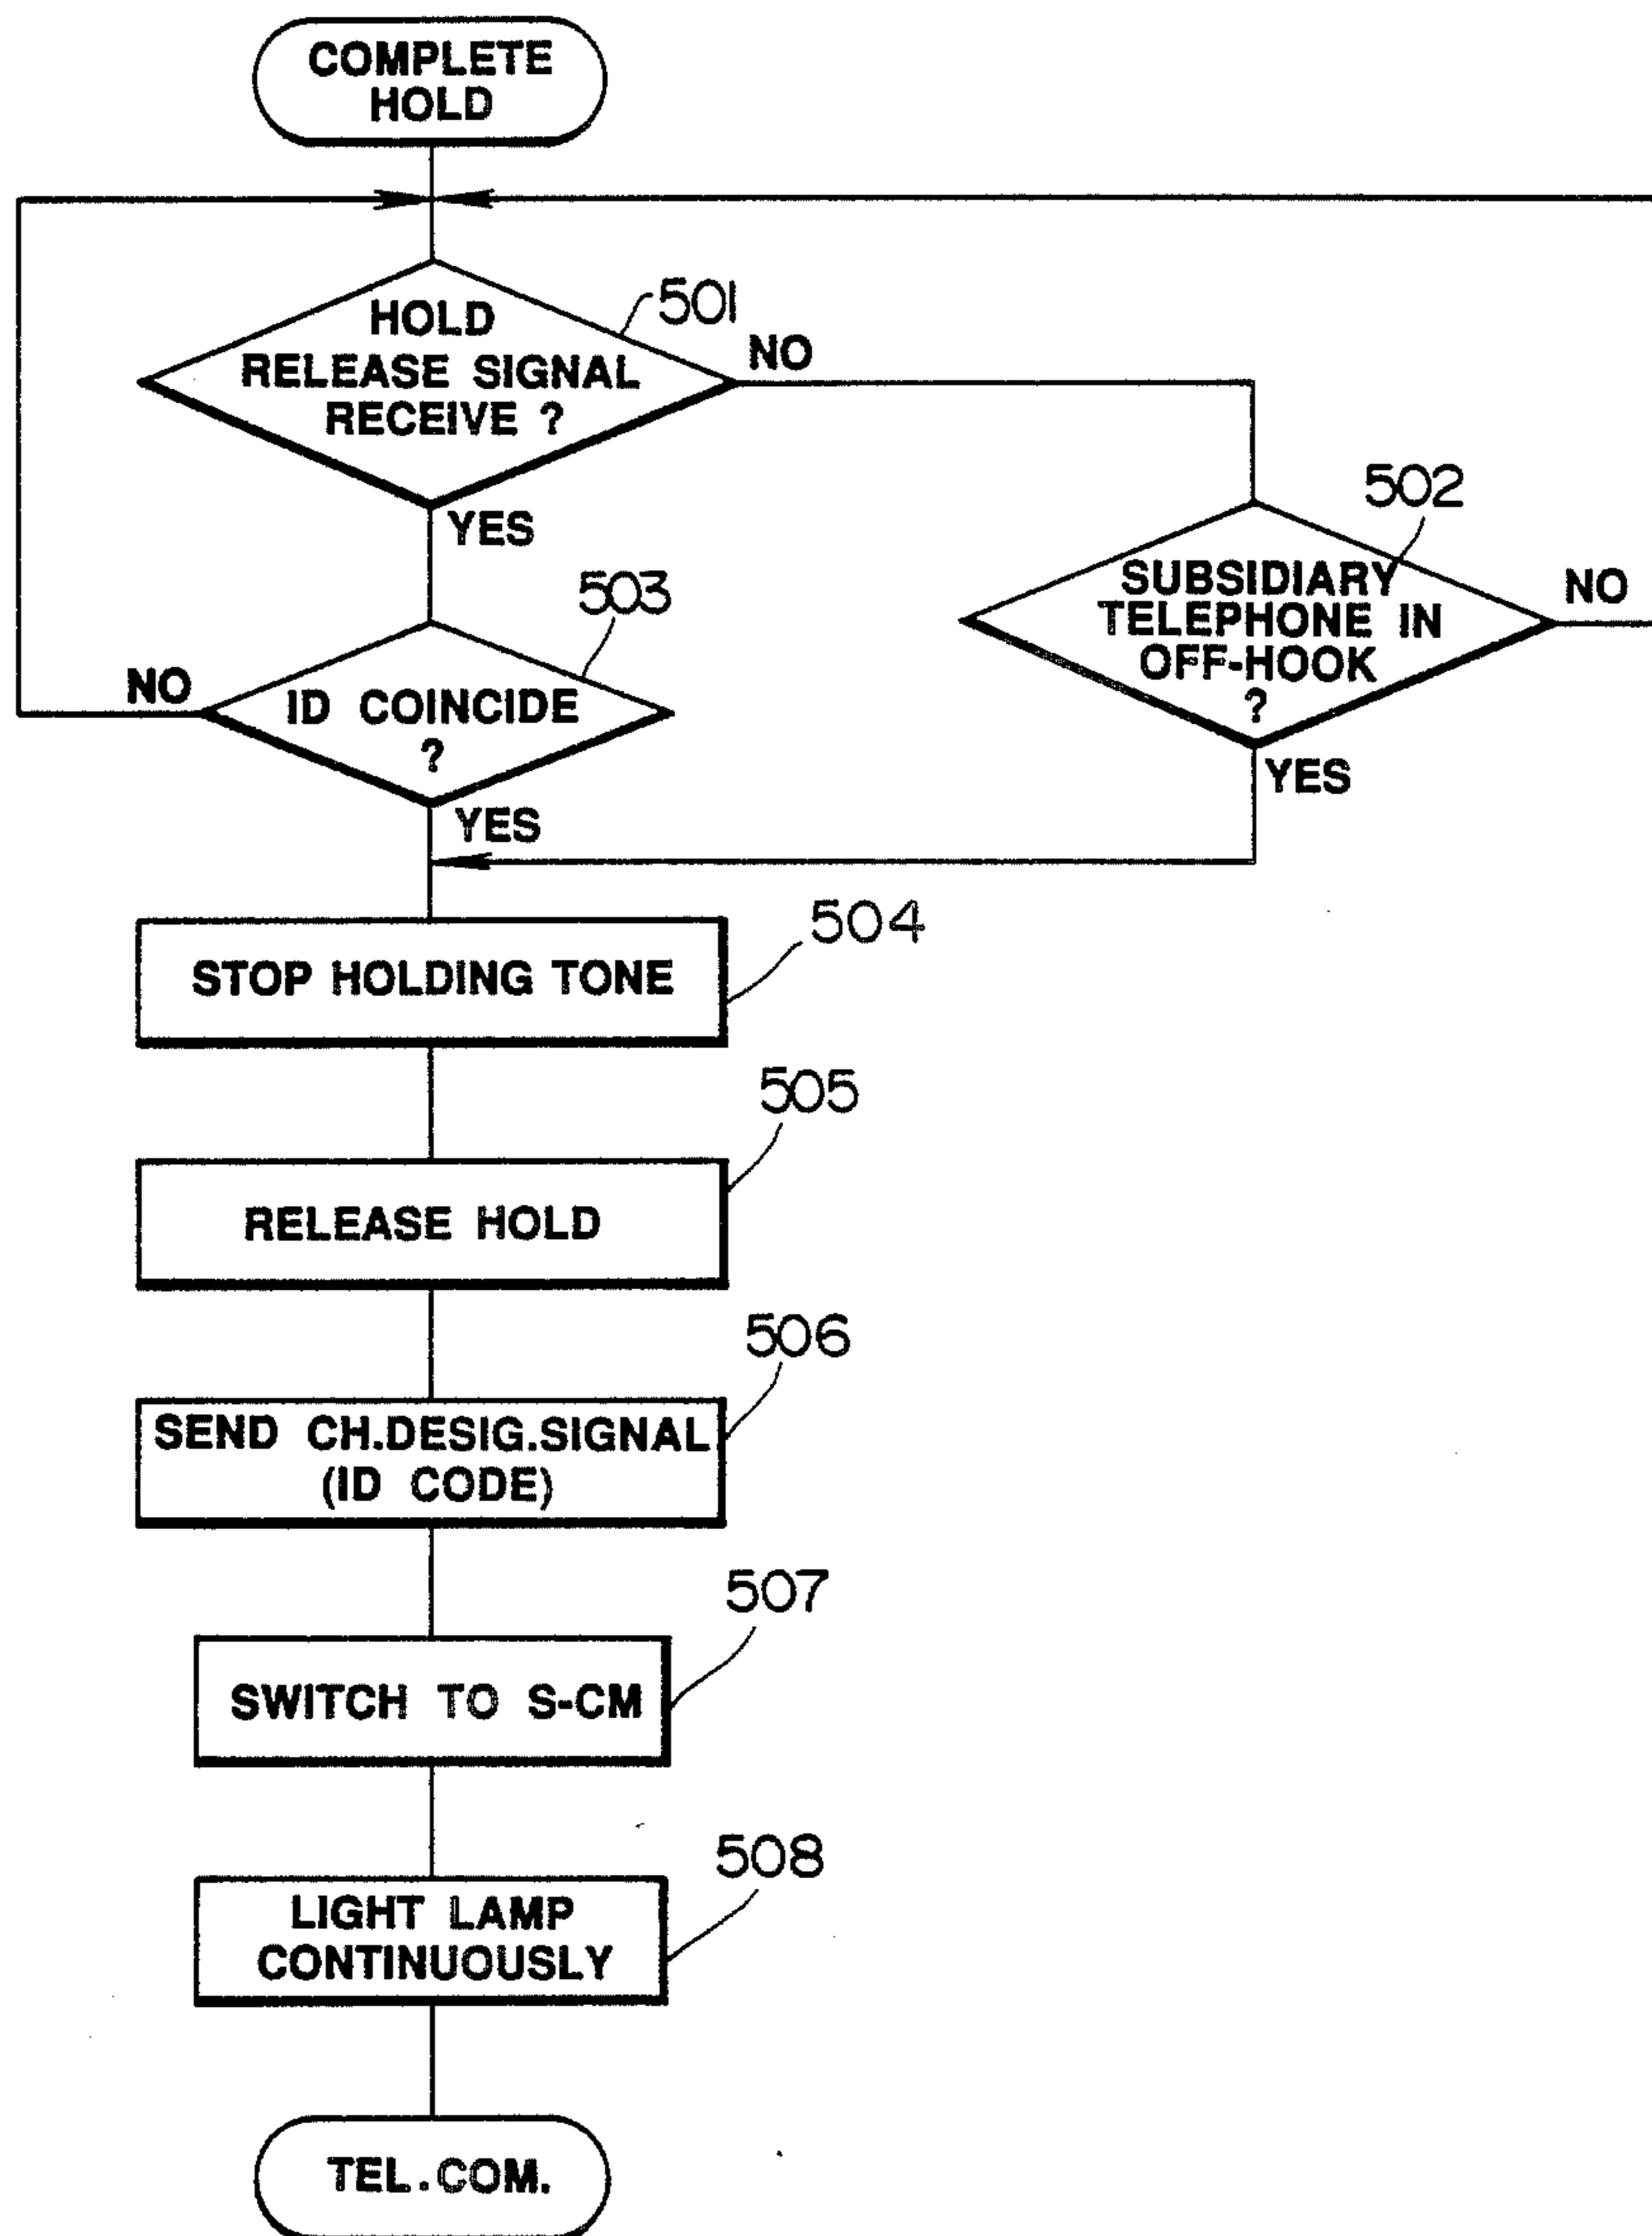 COMPLETE
HOLD
HOLD
RELEASE SIGNAL
RECEIVE ?
501
NO
YES
502
SUBSIDIARY
TELEPHONE IN
OFF-HOOK
?
NO
YES
503
ID COINCIDE
?
NO
YES
504
STOP HOLDING TONE
505
RELEASE HOLD
506
SEND CH.DESIG.SIGNAL
(ID CODE)
507
SWITCH TO S-CM
508
LIGHT LAMP
CONTINUOUSLY
TEL.COM.